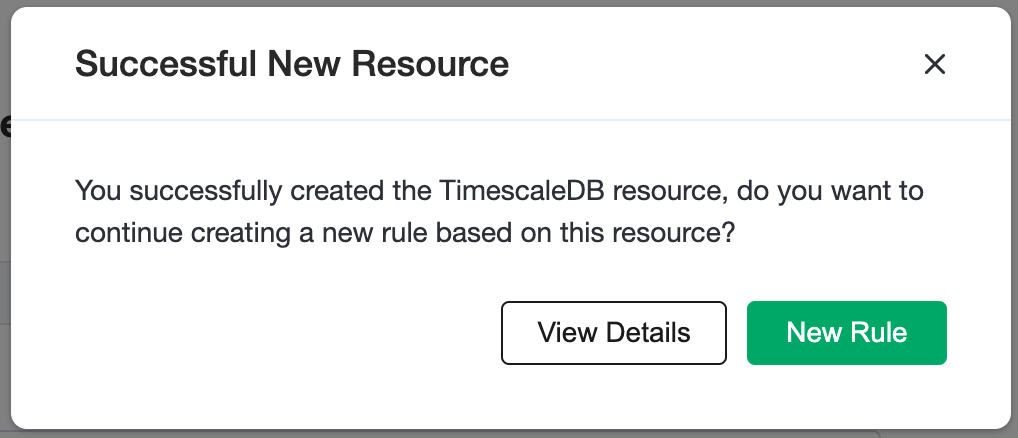 Successful New Resource
You successfully created the TimescaleDB resource, do you want to
continue creating a new rule based on this resource?
View Details
New Rule